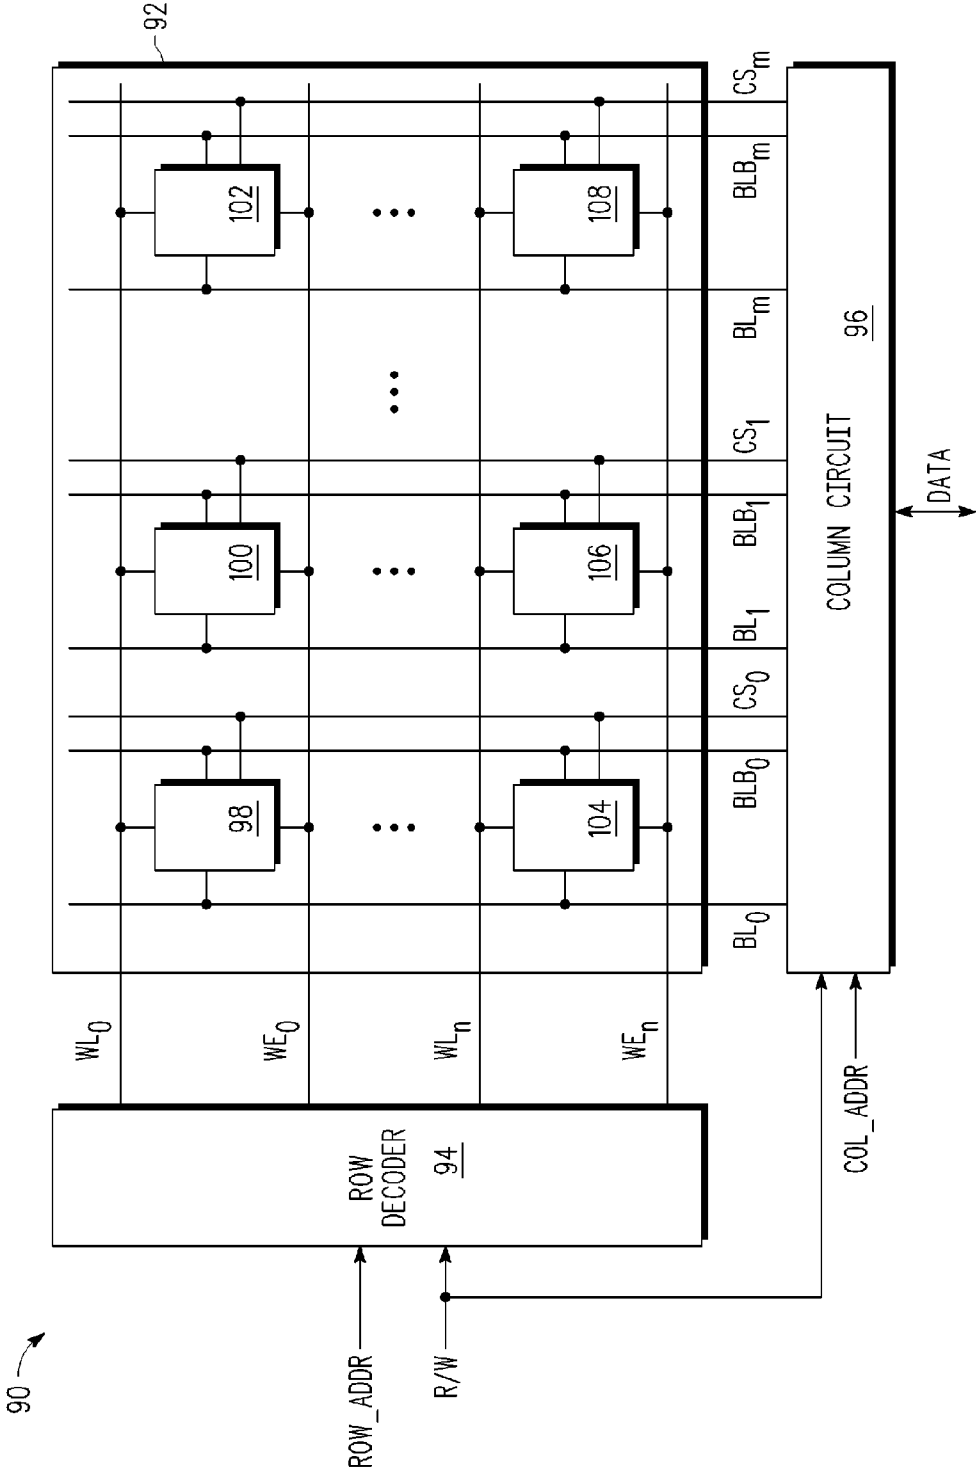 90
92
ROW_ADDR
R/W
ROW
DECODER
94
WL0
WE0
WLn
WEn
98
100
102
104
106
108
BL0
BLB0
CS0
BL1
BLB1
CS1
BLm
BLBm
CSm
COL_ADDR
COLUMN CIRCUIT
96
DATA